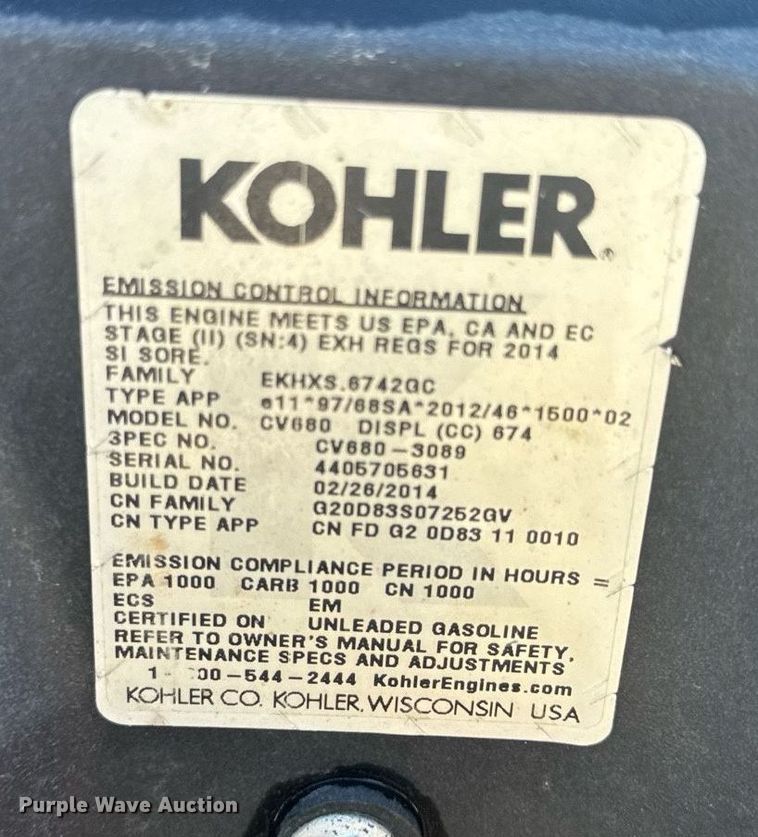 KOHLER®
EMISSION CONTROL INFORMATION
THIS ENGINE MEETS US EPA, CA AND EC
STAGE (II) (SN:4) EXH REGS FOR 2014
SI SORE.
FAMILY EKHXS.6742GC
TYPE APP e11*97/68SA*2012/46*1500*02
MODEL NO. CV680 DISPL (CC) 674
SPEC NO. CV680-3089
SERIAL NO. 4405705631
BUILD DATE 02/26/2014
CN FAMILY G20D83S07252GV
CN TYPE APP CN FD G2 0D83 11 0010
EMISSION COMPLIANCE PERIOD IN HOURS =
EPA 1000 CARB 1000 CN 1000
ECS EM
CERTIFIED ON UNLEADED GASOLINE
REFER TO OWNER'S MANUAL FOR SAFETY,
MAINTENANCE SPECS AND ADJUSTMENTS
1- 00-544-2444 KohlerEngines.com
KOHLER CO. KOHLER, WISCONSIN USA
Purple Wave Auction